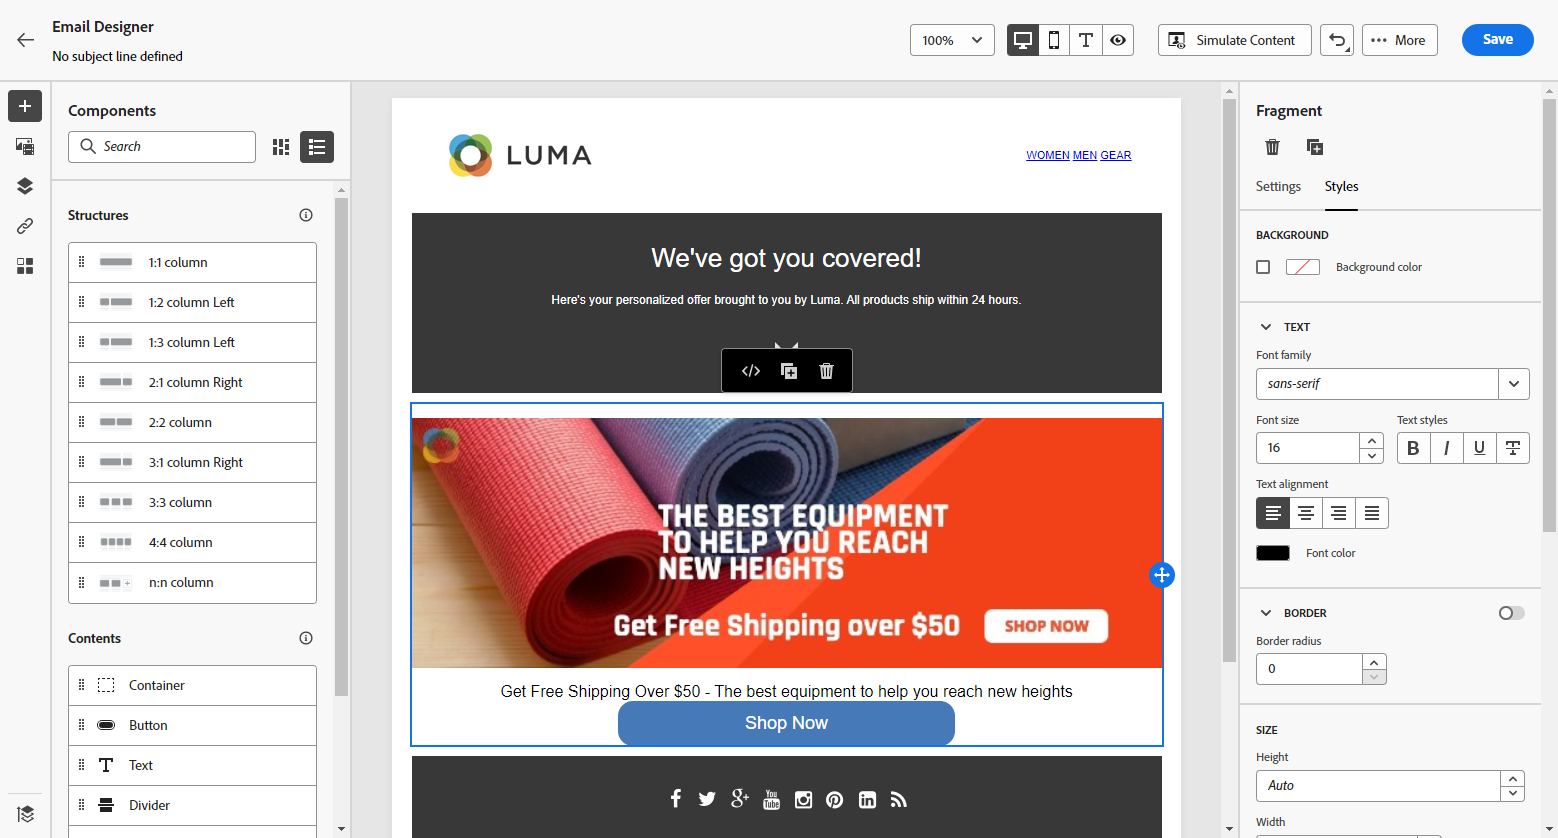 Email Designer
No subject line defined
100%
Simulate Content
More
Save
Components
Search
Structures
1:1 column
1:2 column Left
1:3 column Left
2:1 column Right
2:2 column
3:1 column Right
3:3 column
4:4 column
n:n column
Contents
Container
Button
Text
Divider
LUMA
WOMEN MEN GEAR
We've got you covered!
Here's your personalized offer brought to you by Luma. All products ship within 24 hours.
THE BEST EQUIPMENT
TO HELP YOU REACH
NEW HEIGHTS
Get Free Shipping over $50
SHOP NOW
Get Free Shipping Over $50 - The best equipment to help you reach new heights
Shop Now
You
Tube
Fragment
Settings
Styles
BACKGROUND
Background color
TEXT
Font family
sans-serif
Font size
Text styles
16
B I U T
Text alignment
Font color
BORDER
Border radius
0
SIZE
Height
Auto
Width